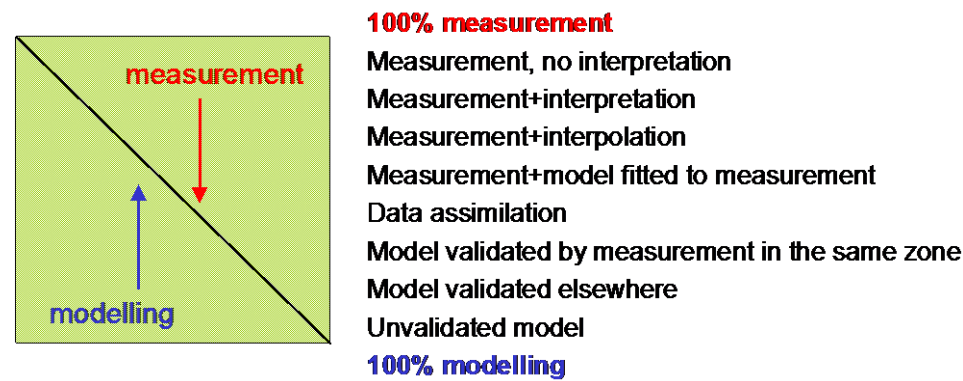 100% measurement
measurement
Measurement, no interpretation
Measurement+interpretation
Measurement+interpolation
Measurement+model fitted to measurement
Data assimilation
Model validated by measurement in the same zone
Model validated elsewhere
modelling
Unvalidated model
100% modelling